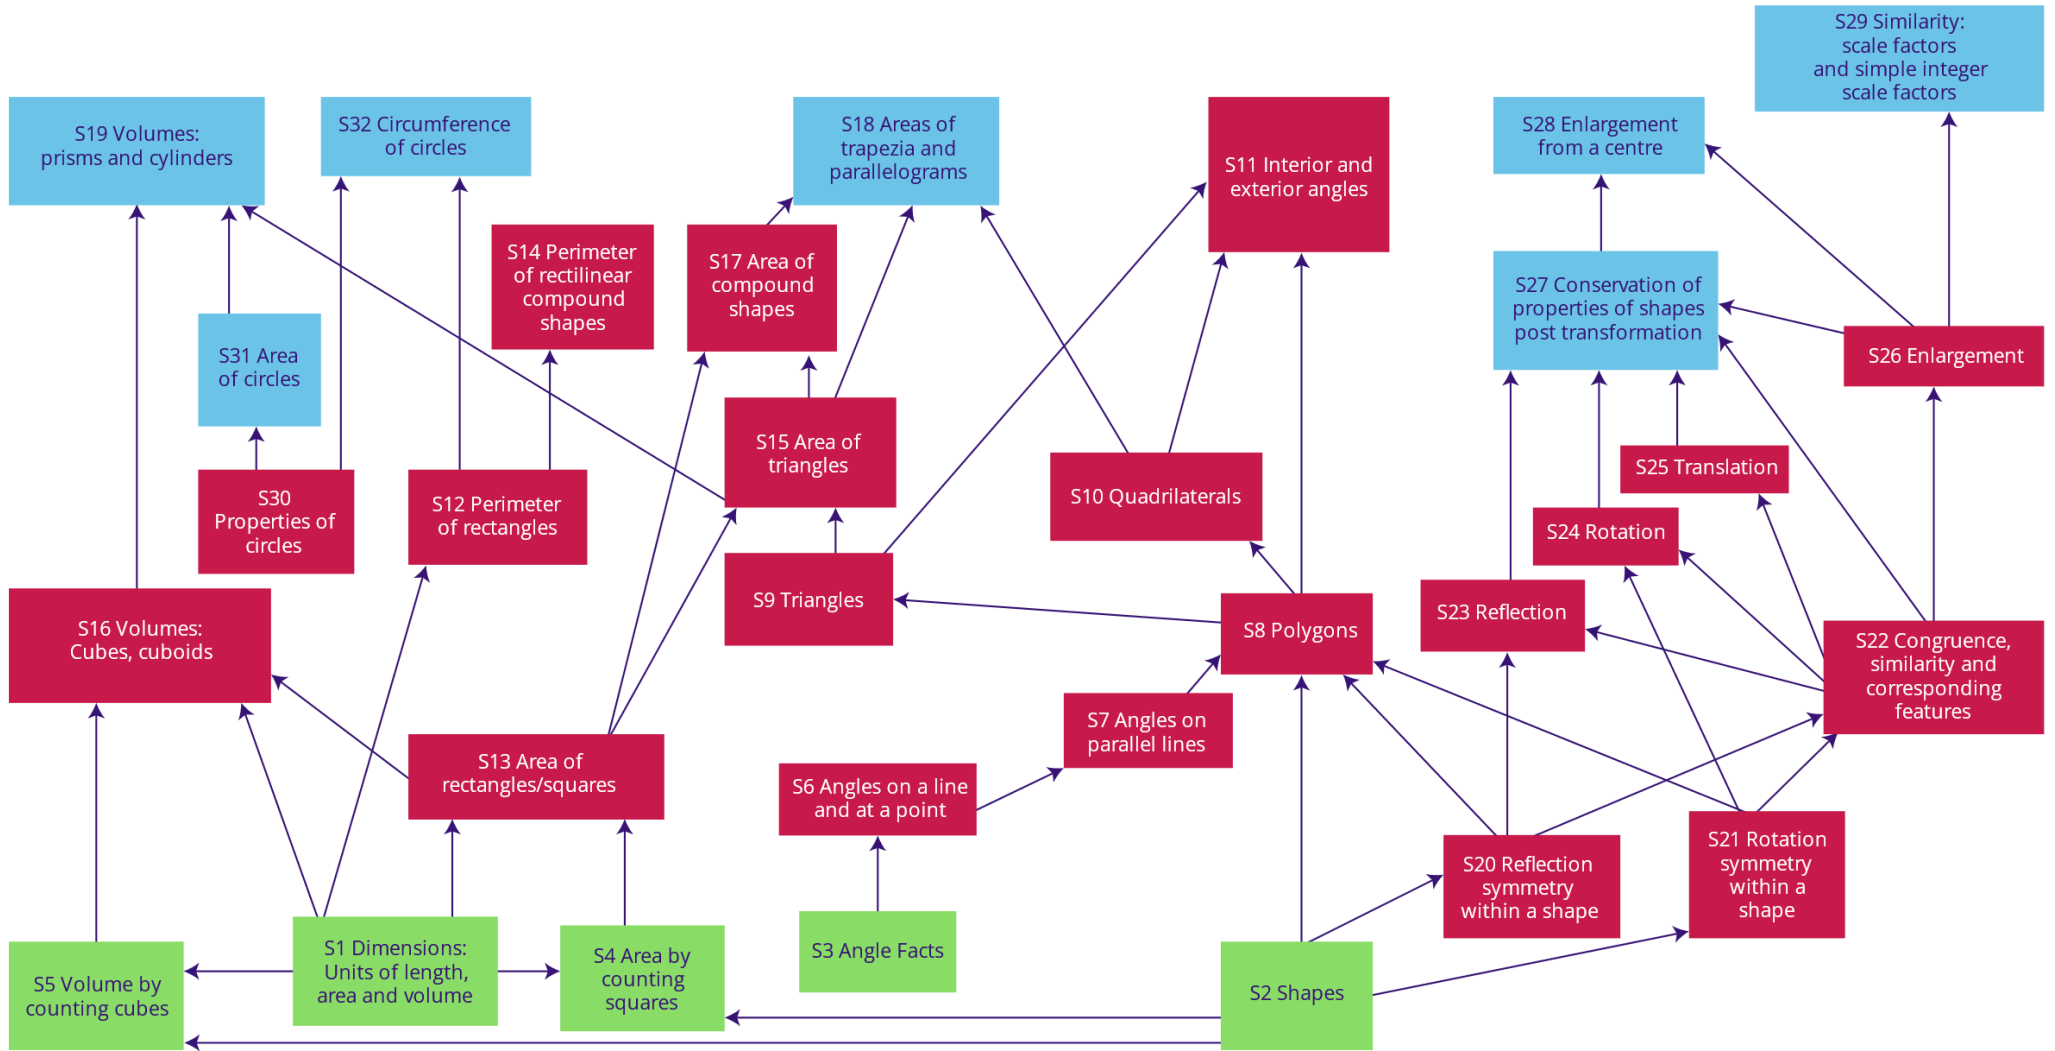 S29 Similarity:
scale factors
and simple integer
scale factors
S19 Volumes:
prisms and cylinders
S32 Circumference
of circles
S18 Areas of
trapezia and
parallelograms
S11 Interior and
exterior angles
S28 Enlargement
from a centre
S14 Perimeter
of rectilinear
compound
shapes
S17 Area of
compound
shapes
S27 Conservation of
properties of shapes
post transformation
S26 Enlargement
S31 Area
of circles
S15 Area of
triangles
S25 Translation
S30
Properties of
circles
S12 Perimeter
of rectangles
S10 Quadrilaterals
S24 Rotation
S9 Triangles
S23 Reflection
S16 Volumes:
Cubes, cuboids
S8 Polygons
S22 Congruence,
similarity and
corresponding
features
S7 Angles on
parallel lines
S13 Area of
rectangles/squares
S6 Angles on a line
and at a point
S20 Reflection
symmetry
within a shape
S21 Rotation
symmetry
within a
shape
S5 Volume by
counting cubes
S1 Dimensions:
Units of length,
area and volume
S4 Area by
counting
squares
S3 Angle Facts
S2 Shapes